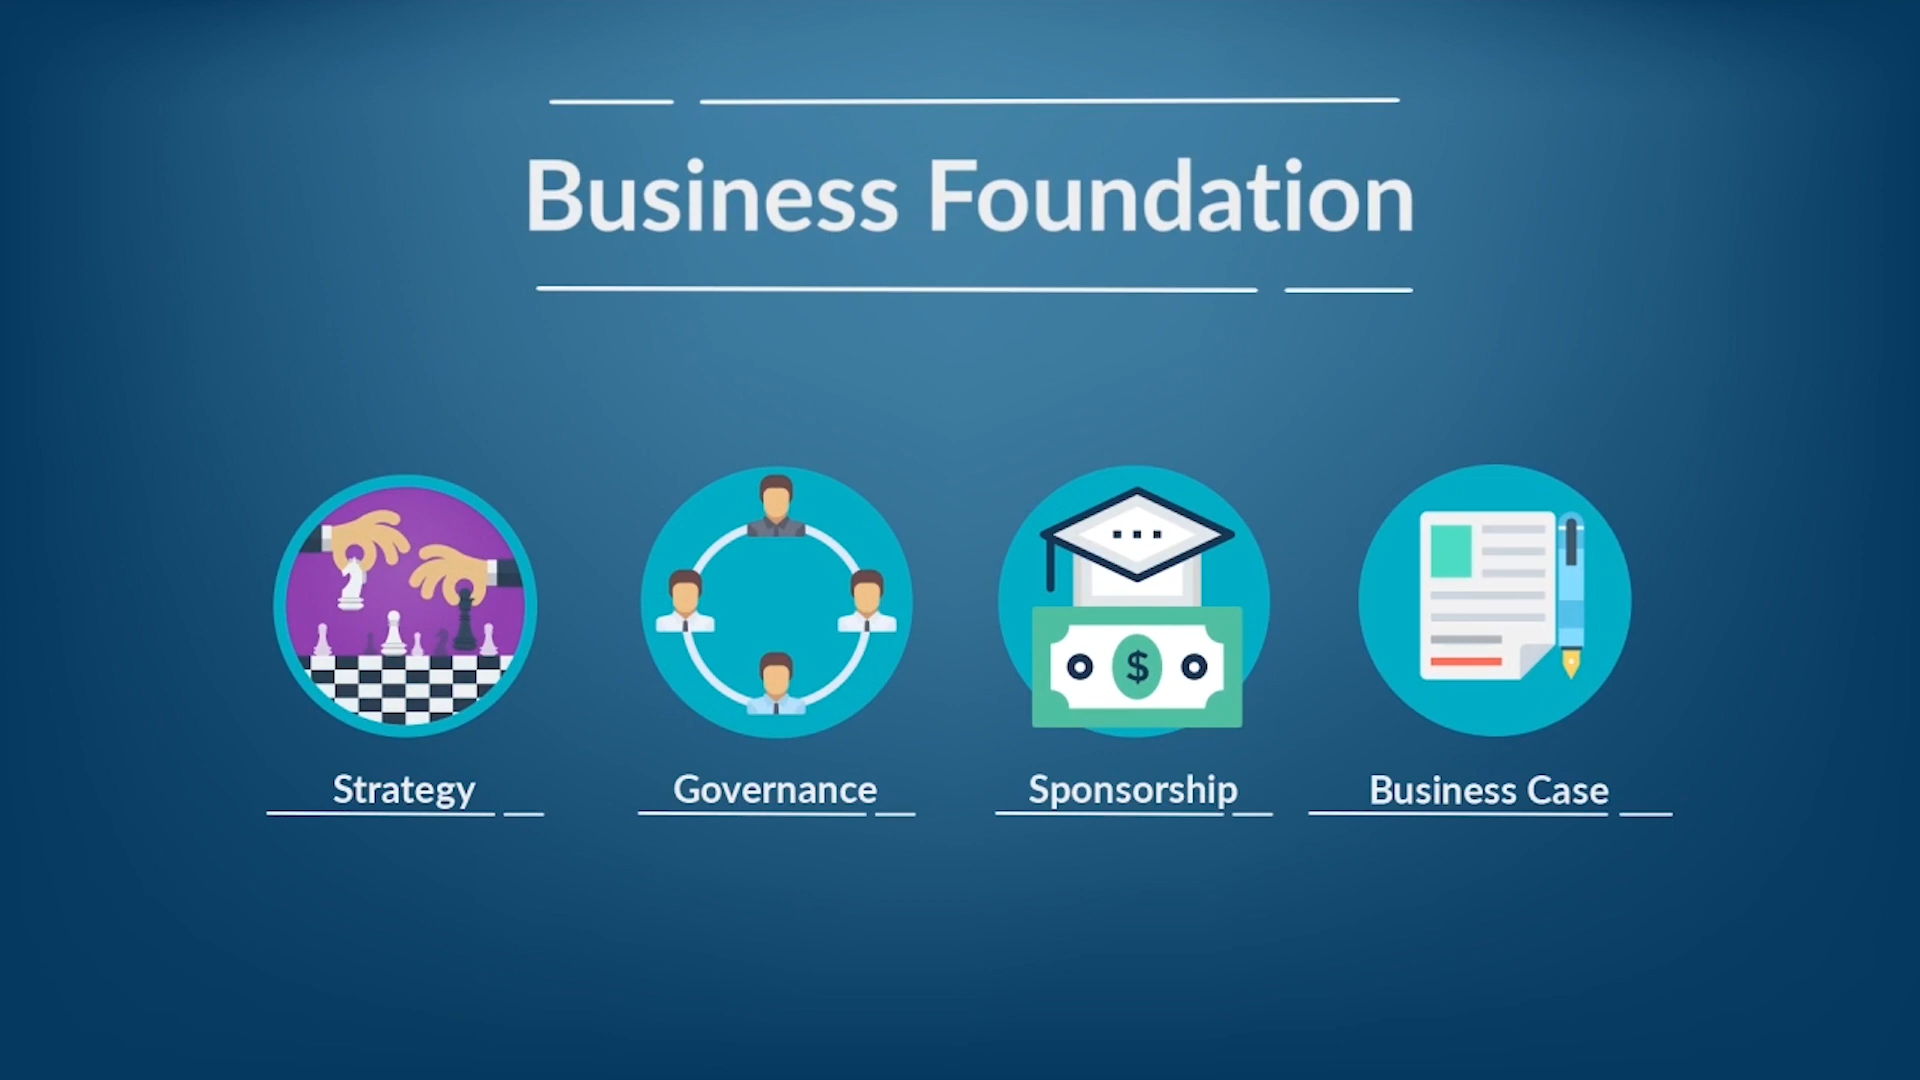 Business Foundation
$
Strategy
Governance
Sponsorship
Business Case